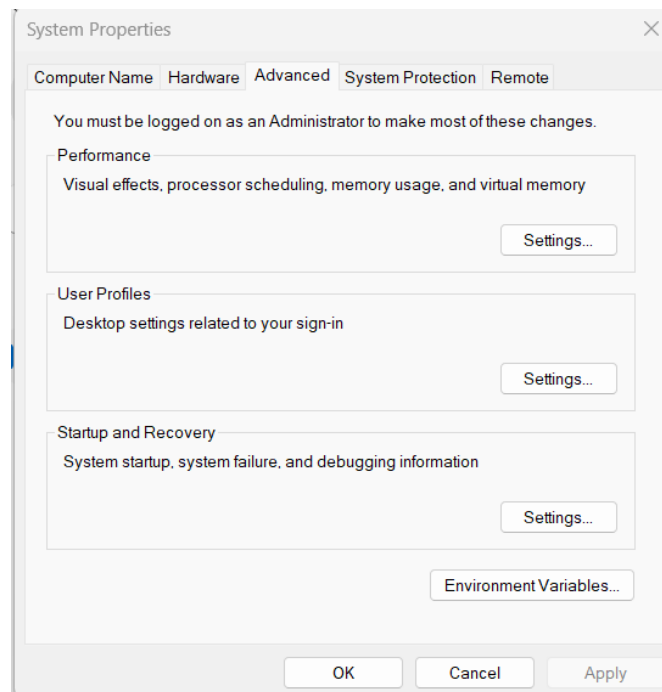 System Properties
Computer Name Hardware Advanced System Protection Remote
You must be logged on as an Administrator to make most of these changes.
Performance
Visual effects, processor scheduling, memory usage, and virtual memory
Settings...
User Profiles
Desktop settings related to your sign-in
Settings...
Startup and Recovery
System startup, system failure, and debugging information
Settings...
Environment Variables...
OK Cancel Apply